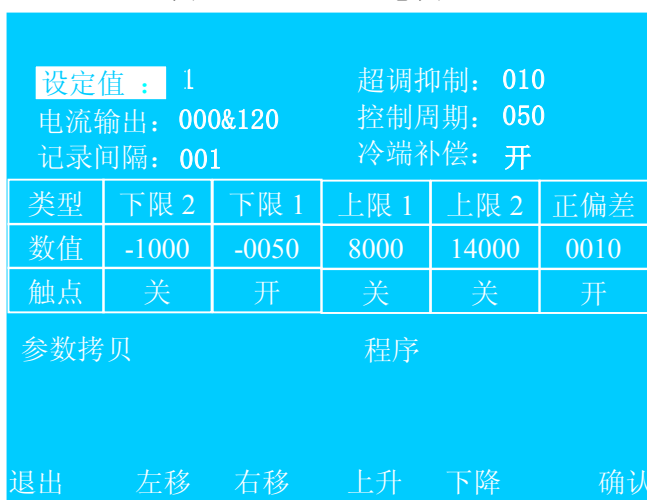 设定值 ： 1 超调抑制： 010
电流输出： 000&120 控制周期： 050
记录间隔： 001 冷端补偿： 开
类型 下限 2 下限 1 上限 1 上限 2 正偏差
数值 -1000 -0050 8000 14000 0010
触点 关 开 关 关 开
参数拷贝 程序
退出 左移 右移 上升 下降 确认